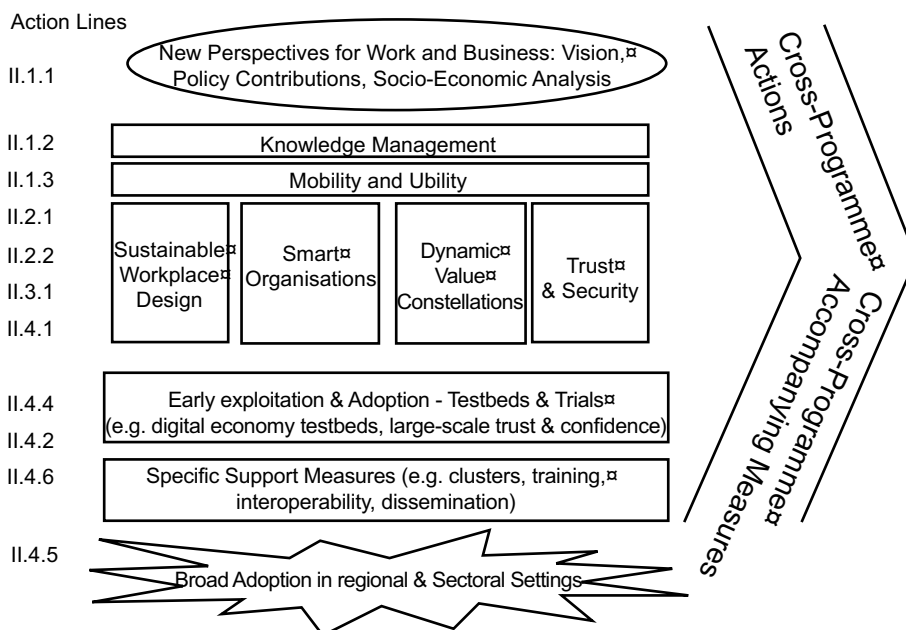 Action Lines
II.1.1
New Perspectives for Work and Business: Vision,¤
Policy Contributions, Socio-Economic Analysis
II.1.2
Knowledge Management
II.1.3
Mobility and Ubility
II.2.1
II.2.2
II.3.1
II.4.1
Sustainable¤
Workplace¤
Design
Smart¤
Organisations
Dynamic¤
Value¤
Constellations
Trust¤
& Security
II.4.4
II.4.2
Early exploitation & Adoption - Testbeds & Trials¤
(e.g. digital economy testbeds, large-scale trust & confidence)
II.4.6
Specific Support Measures (e.g. clusters, training,¤
interoperability, dissemination)
II.4.5
Broad Adoption in regional & Sectoral Settings
Cross-Programme¤
Actions
Cross-Programme¤
Accompanying Measures